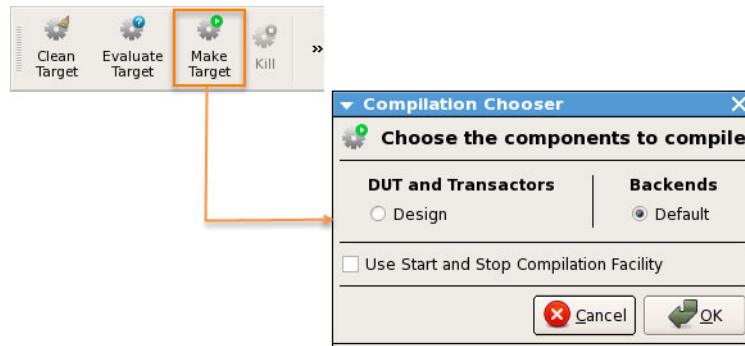 Clean Target
Evaluate Target
Make Target
Kill
»
Compilation Chooser
Choose the components to compile
DUT and Transactors
Backends
Design
Default
Use Start and Stop Compilation Facility
Cancel
OK